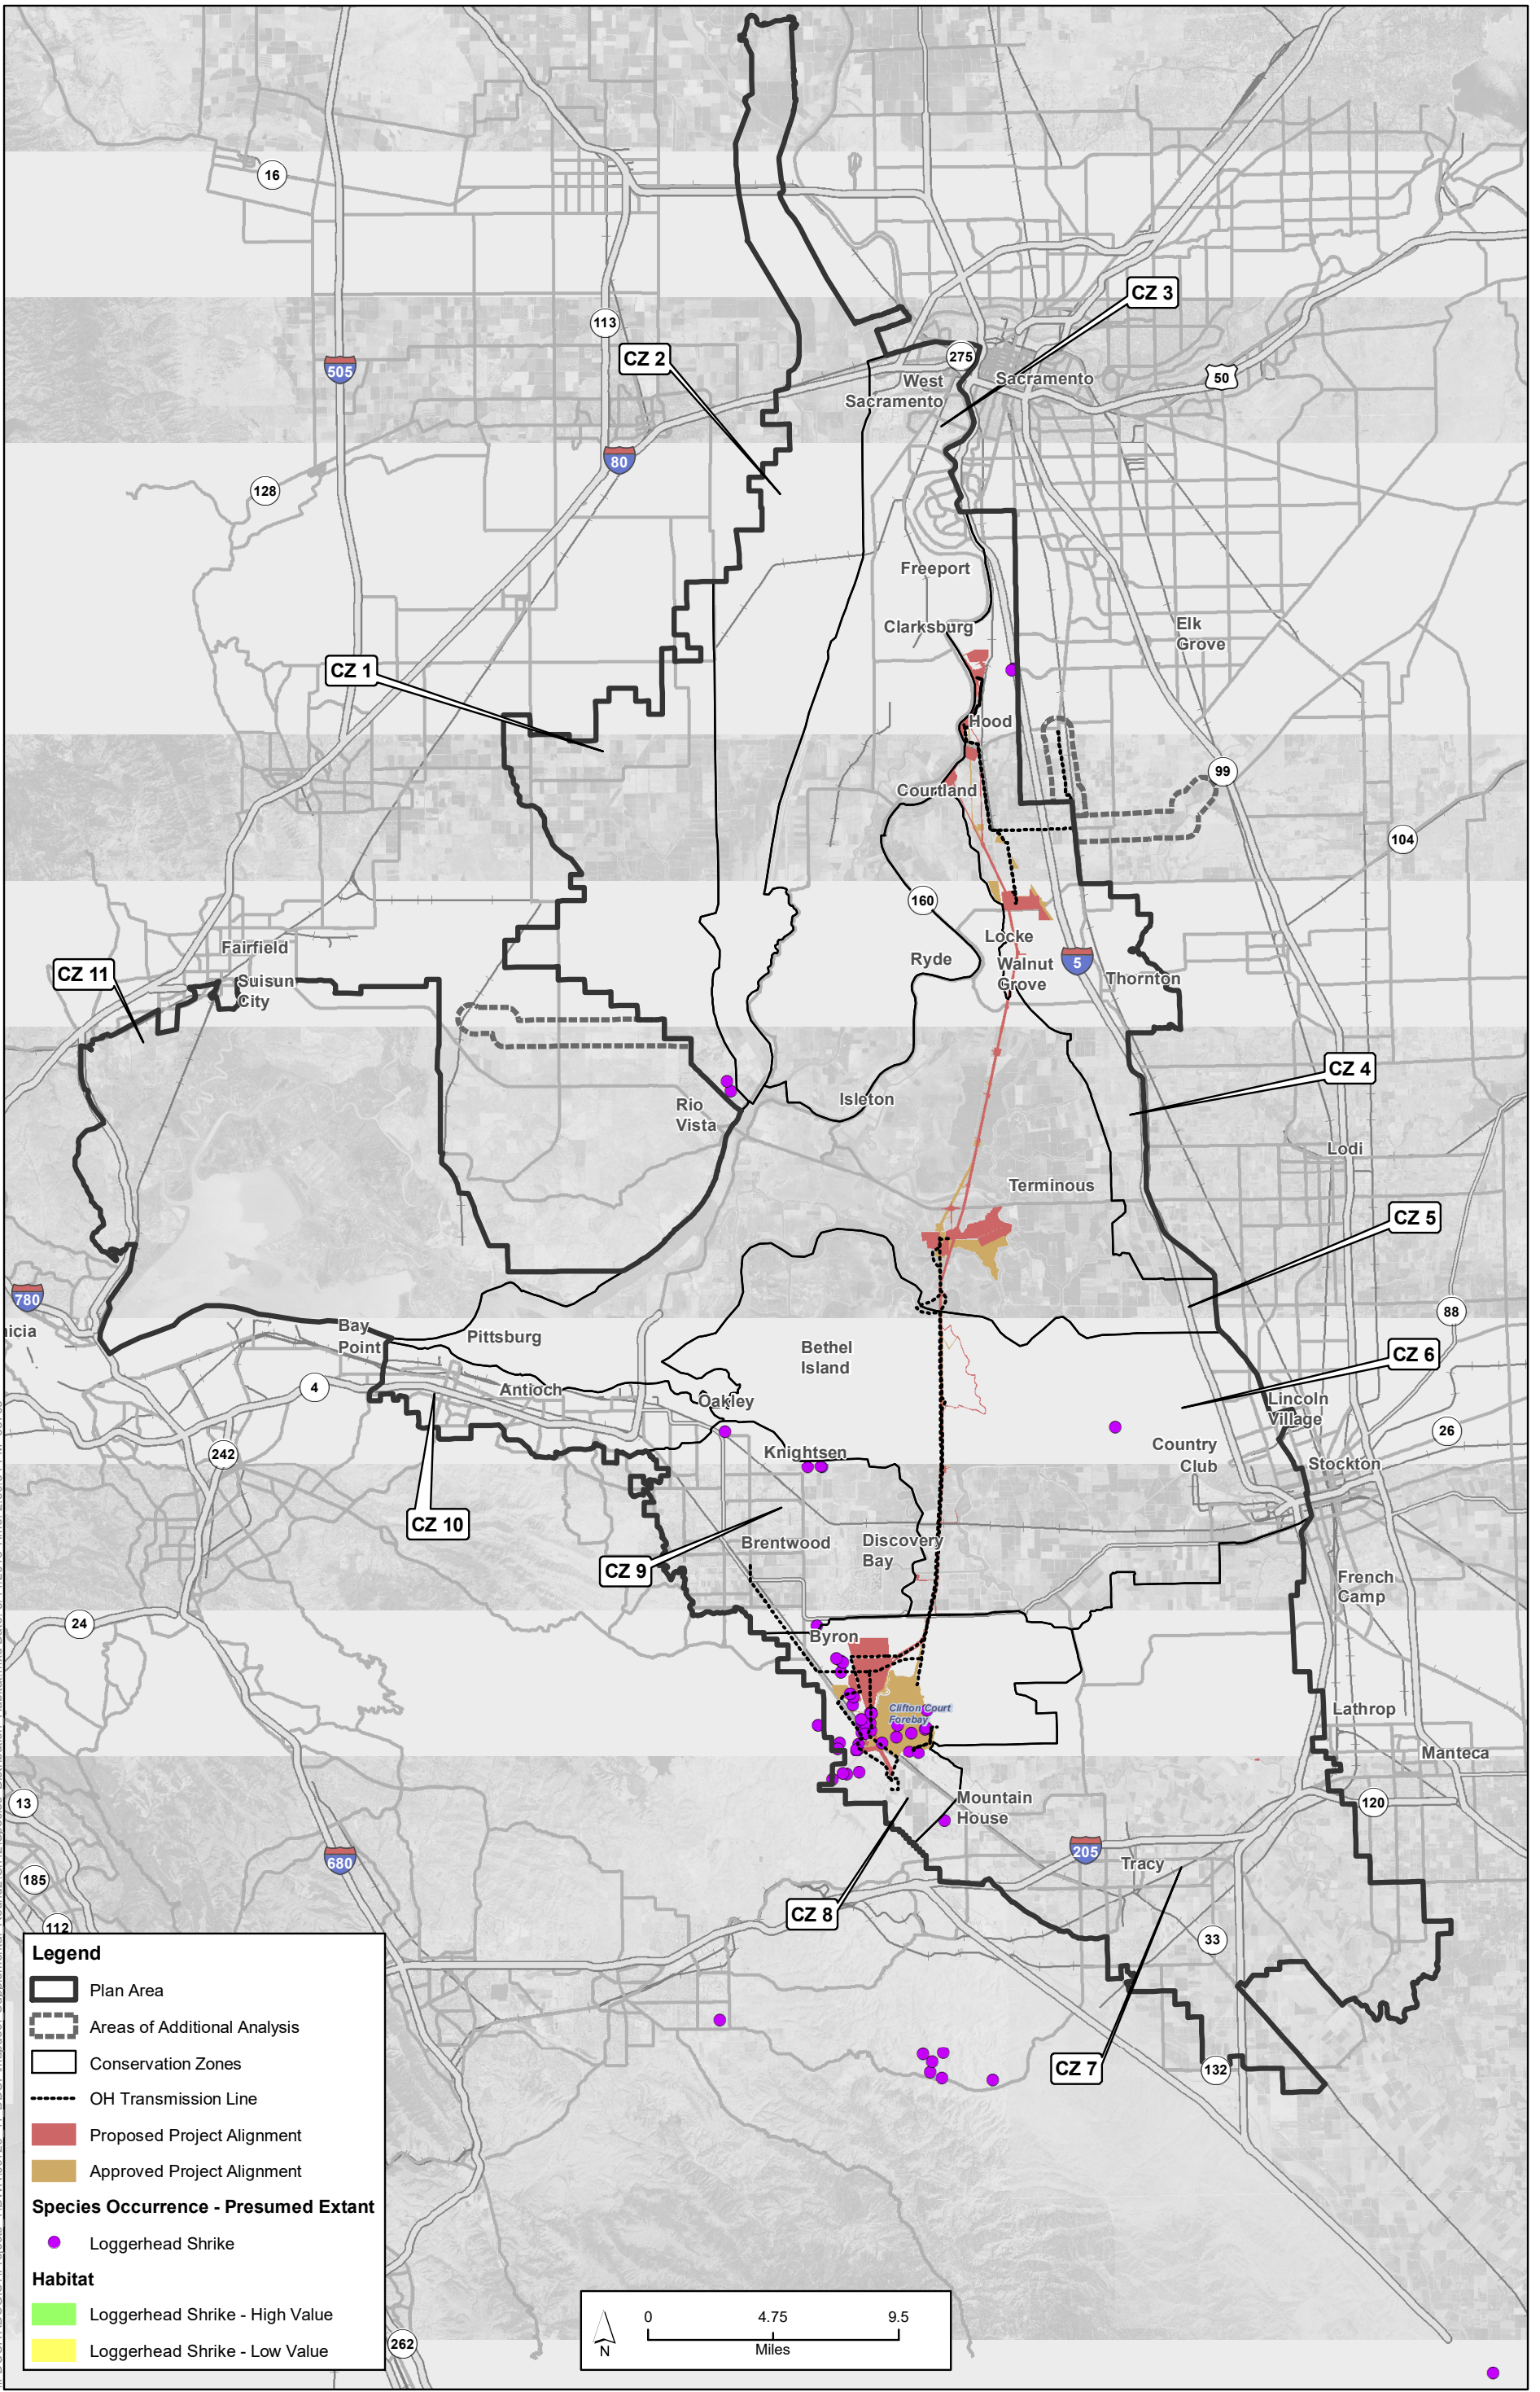 16
CZ 3
113
CZ 2
275
505
50
West
Sacramento
Sacramento
80
128
Freeport
Clarksburg
Elk
Grove
CZ 1
Hood
99
Courtland
104
160
Locke
Fairfield
Ryde
5
Walnut
Grove
Thornton
CZ 11
Suisun
City
CZ 4
Isleton
Rio
Vista
Lodi
Terminous
CZ 5
780
88
icia
Bay
Point
Pittsburg
Bethel
Island
CZ 6
4
Antioch
Oakley
Lincoln
Village
26
242
Knightsen
Country
Club
Stockton
CZ 10
Brentwood
Discovery
Bay
CZ 9
French
Camp
24
Byron
Clifton Court
Forebay
Lathrop
Manteca
13
Mountain
House
120
680
205
Tracy
185
CZ 8
112
33
CZ 7
132
262
Legend
Plan Area
Areas of Additional Analysis
Conservation Zones
OH Transmission Line
Proposed Project Alignment
Approved Project Alignment
Species Occurrence - Presumed Extant
Loggerhead Shrike
Habitat
Loggerhead Shrike - High Value
Loggerhead Shrike - Low Value
0 4.75 9.5
Miles
N